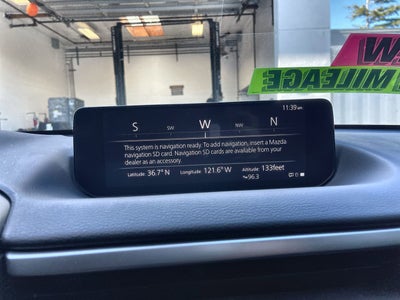 W
MILEAGE
11:39am
S SW W NW N
This system is navigation ready. To add navigation, insert a Mazda
navigation SD card. Navigation SD cards are available from your
dealer as an accessory.
Latitude: 36.7° N Longitude: 121.6° W Altitude: 133feet
96.3